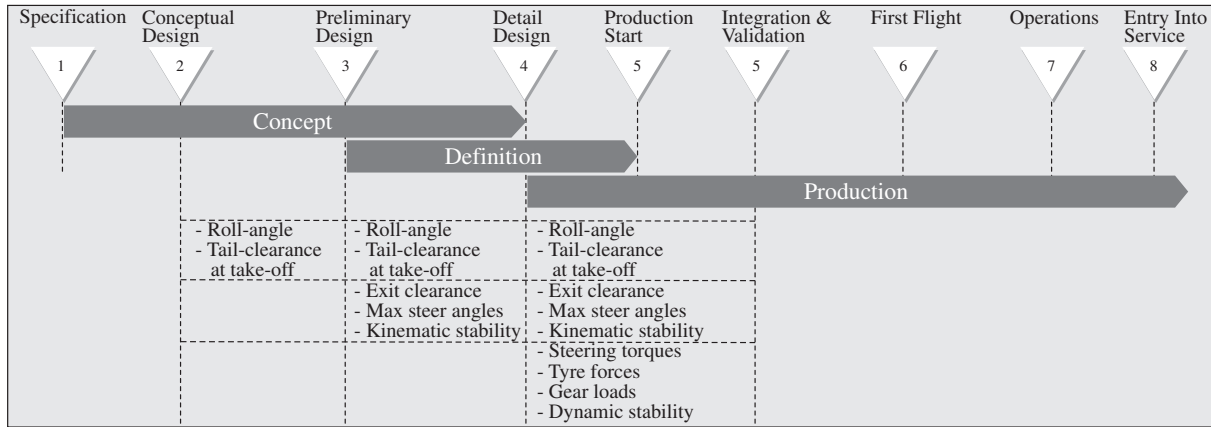 Specification
Conceptual
Design
Preliminary
Design
Detail
Design
Production
Start
Integration &
Validation
First Flight
Operations
Entry Into
Service
1
2
3
4
5
5
6
7
8
Concept
Definition
Production
- Roll-angle
- Tail-clearance
at take-off
- Roll-angle
- Tail-clearance
at take-off
- Roll-angle
- Tail-clearance
at take-off
- Exit clearance
- Max steer angles
- Kinematic stability
- Exit clearance
- Max steer angles
- Kinematic stability
- Steering torques
- Tyre forces
- Gear loads
- Dynamic stability